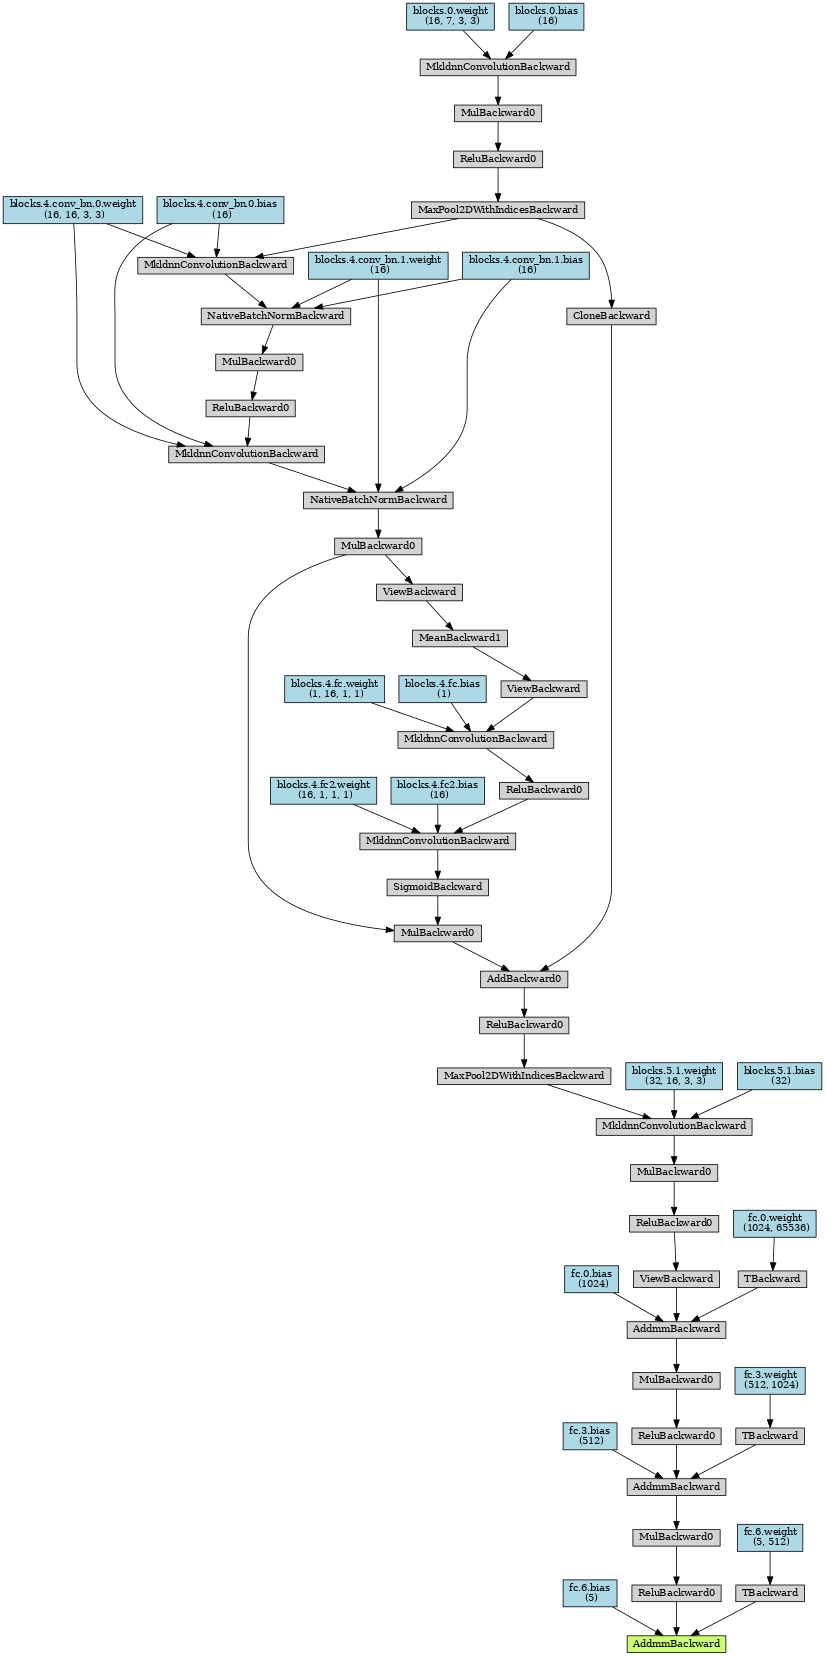 blocks.0.weight
(16, 7, 3, 3)
blocks.0.bias
(16)
MkldnnConvolutionBackward
MulBackward0
ReluBackward0
MaxPool2DWithIndicesBackward
blocks.4.conv_bn.0.weight
(16, 16, 3, 3)
blocks.4.conv_bn.0.bias
(16)
MkldnnConvolutionBackward
blocks.4.conv_bn.1.weight
(16)
blocks.4.conv_bn.1.bias
(16)
NativeBatchNormBackward
CloneBackward
MulBackward0
ReluBackward0
MkldnnConvolutionBackward
NativeBatchNormBackward
MulBackward0
ViewBackward
MeanBackward1
blocks.4.fc.weight
(1, 16, 1, 1)
blocks.4.fc.bias
(1)
ViewBackward
MkldnnConvolutionBackward
blocks.4.fc2.weight
(16, 1, 1, 1)
blocks.4.fc2.bias
(16)
ReluBackward0
MkldnnConvolutionBackward
SigmoidBackward
MulBackward0
AddBackward0
ReluBackward0
MaxPool2DWithIndicesBackward
blocks.5.1.weight
(32, 16, 3, 3)
blocks.5.1.bias
(32)
MkldnnConvolutionBackward
MulBackward0
ReluBackward0
fc.0.weight
(1024, 65536)
fc.0.bias
(1024)
ViewBackward
TBackward
AddmmBackward
MulBackward0
fc.3.weight
(512, 1024)
fc.3.bias
(512)
ReluBackward0
TBackward
AddmmBackward
MulBackward0
fc.6.weight
(5, 512)
fc.6.bias
(5)
ReluBackward0
TBackward
AddmmBackward